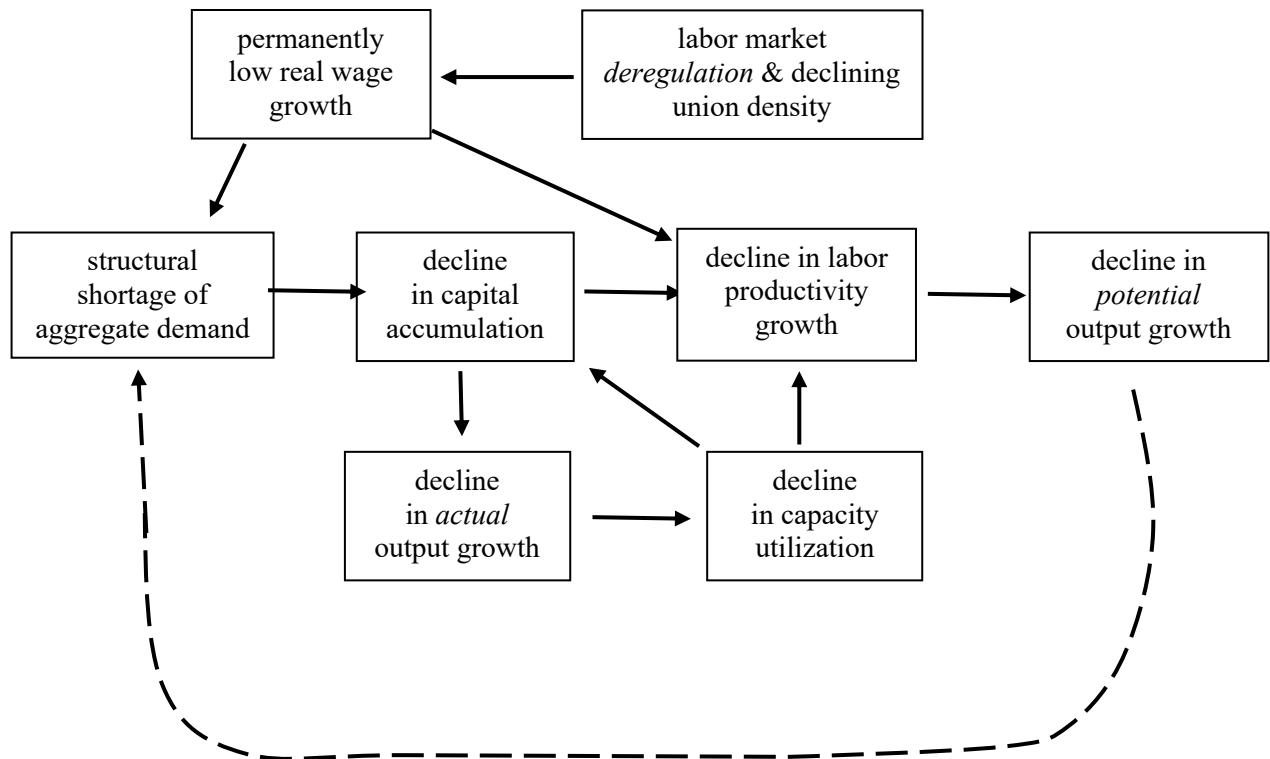 permanently
low real wage
growth
labor market
deregulation & declining
union density
structural
shortage of
aggregate demand
decline
in capital
accumulation
decline in labor
productivity
growth
decline in
potential
output growth
decline
in actual
output growth
decline
in capacity
utilization